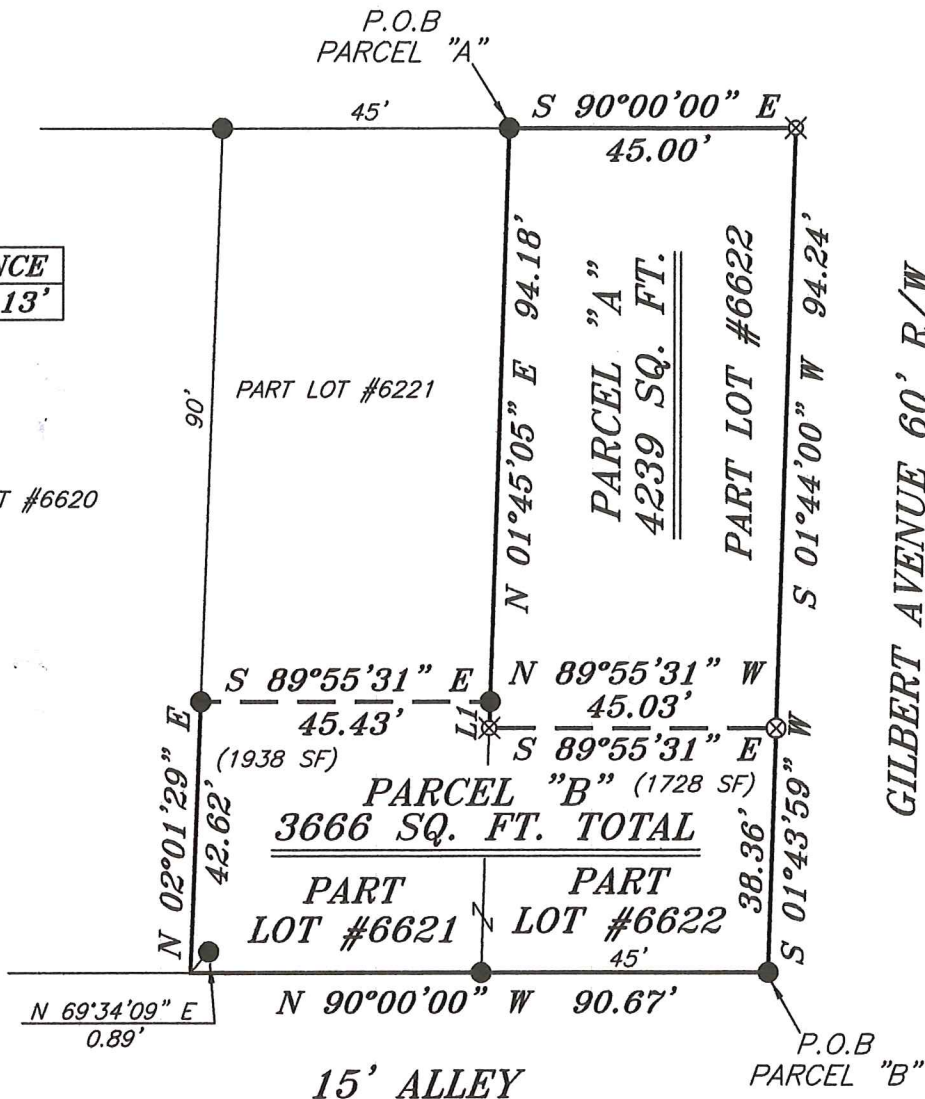 P.O.B
PARCEL "A"
45'
S 90°00'00" E
45.00'
NCE
13'
90'
PART LOT #6221
T #6620
N 01°45'05" E 94.18'
PARCEL "A"
4239 SQ. FT.
PART LOT #6622
S 01°44'00" W 94.24'
GILBERT AVENUE 60' R/W
S 89°55'31" E
45.43'
L1
N 89°55'31" W
45.03'
S 89°55'31" E
(1938 SF)
(1728 SF)
PARCEL "B"
3666 SQ. FT. TOTAL
N 02°01'29" E
42.62'
PART
LOT #6621
PART
LOT #6622
45'
38.36'
S 01°43'59" W
N 69°34'09" E
0.89'
N 90°00'00" W 90.67'
P.O.B
PARCEL "B"
15' ALLEY